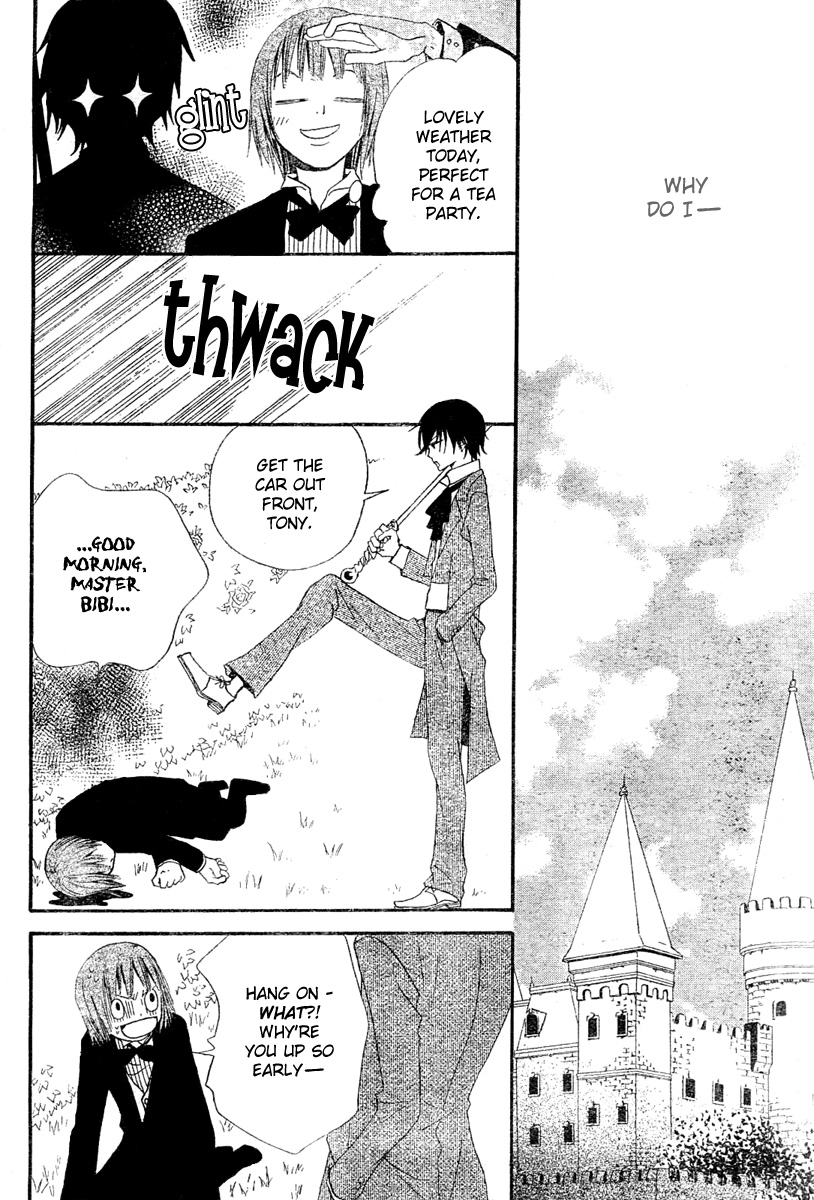 WHY
DO I—
LOVELY
WEATHER
TODAY,
PERFECT
FOR A TEA
PARTY.
glint
thwack
GET THE
CAR OUT
FRONT,
TONY.
...GOOD
MORNING,
MASTER
BIBI...
HANG ON -
WHAT?!
WHY'RE
YOU UP SO
EARLY—